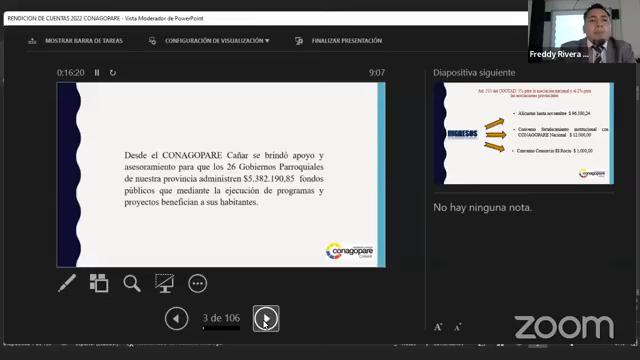 RENDICION DE CUENTAS 2022 CONAGOPARE - Vista Moderador de PowerPoint
MOSTRAR BARRA DE TAREAS
CONFIGURACIÓN DE VISUALIZACIÓN ▾
FINALIZAR PRESENTACIÓN
Freddy Rivera ...
0:16:20
9:07
Desde el CONAGOPARE Cañar se brindó apoyo y
asesoramiento para que los 26 Gobiernos Parroquiales
de nuestra provincia administren $5.382.190,85 fondos
públicos que mediante la ejecución de programas y
proyectos benefician a sus habitantes.
conagopare
CAÑAR
3 de 106
Diapositiva siguiente
las asociaciones provinciales
INGRESOS
Alícuotas hasta noviembre
Convenio fortalecimiento institucional con
CONAGOPARE Nacional $ 12.000,00
Convenio Consorcio El Rocío $ 1.000,00
conagopare
No hay ninguna nota.
zoom